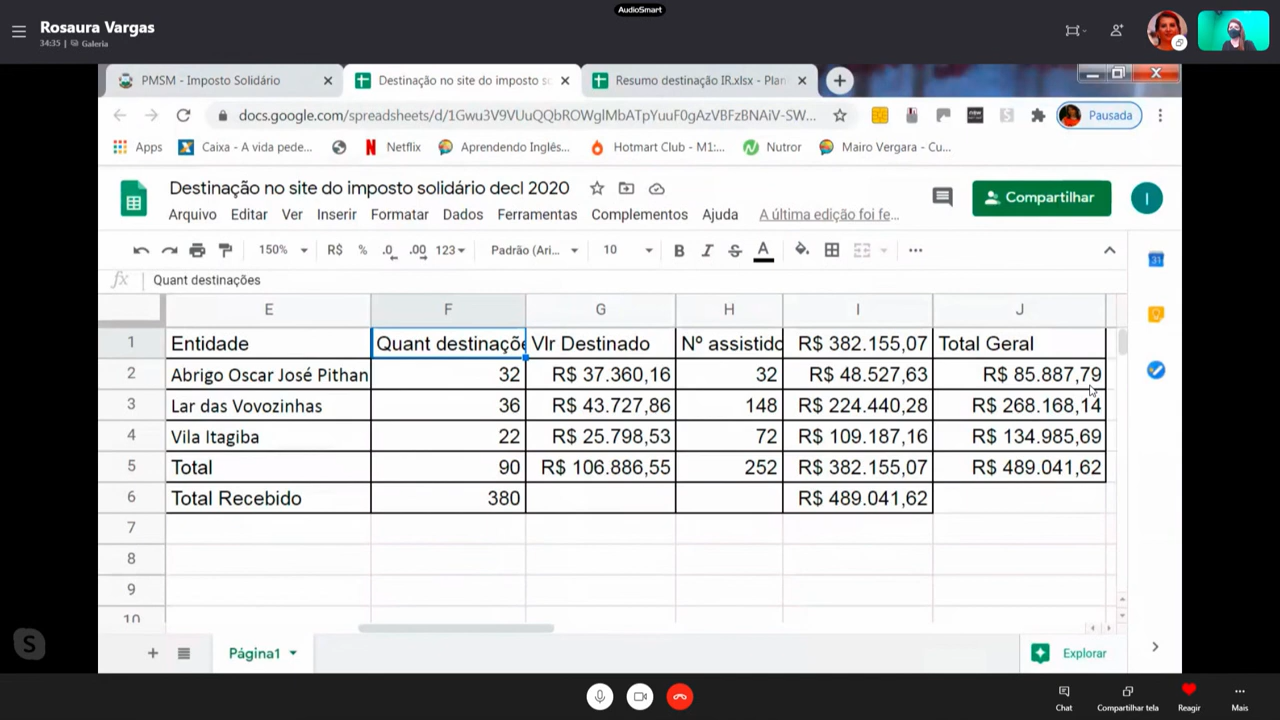 AudioSmart
Rosaura Vargas
34:35 | Galeria
PMSM - Imposto Solidário
Destinação no site do imposto so
Resumo destinação IR.xlsx - Plan
docs.google.com/spreadsheets/d/1Gwu3V9VUuQQbROWglMbATpYuuF0gAzVBFzBNAiV-SW...
Pausada
Apps
Caixa - A vida pede...
Netflix
Aprendendo Inglês...
Hotmart Club - M1:...
Nutror
Mairo Vergara - Cu...
Destinação no site do imposto solidário decl 2020
Compartilhar
I
Arquivo Editar Ver Inserir Formatar Dados Ferramentas Complementos Ajuda A última edição foi fe...
150% R$ % .0 .00 123 Padrão (Ari... 10 B I S A ...
fx Quant destinações
E F G H I J
1 Entidade Quant destinaçõe Vlr Destinado Nº assistido R$ 382.155,07 Total Geral
2 Abrigo Oscar José Pithan 32 R$ 37.360,16 32 R$ 48.527,63 R$ 85.887,79
3 Lar das Vovozinhas 36 R$ 43.727,86 148 R$ 224.440,28 R$ 268.168,14
4 Vila Itagiba 22 R$ 25.798,53 72 R$ 109.187,16 R$ 134.985,69
5 Total 90 R$ 106.886,55 252 R$ 382.155,07 R$ 489.041,62
6 Total Recebido 380 R$ 489.041,62
7
8
9
10
Página1
Explorar
S
Chat
Compartilhar tela
Reagir
Mais